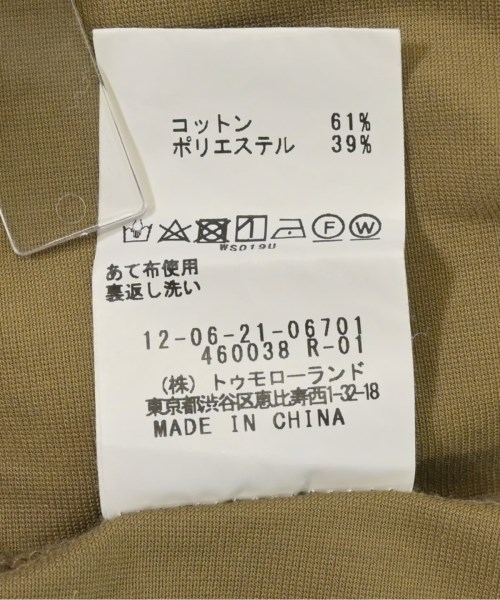 コットン 61%
ポリエステル 39%
F W
WS019U
あて布使用
裏返し洗い
12-06-21-06701
460038 R-01
(株) トゥモローランド
東京都渋谷区恵比寿西1-32-18
MADE IN CHINA